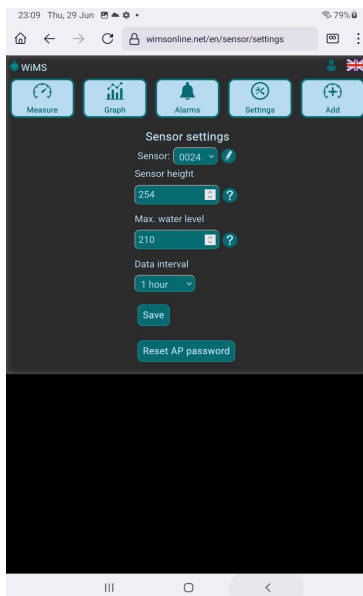 23:09 Thu, 29 Jun 79%
wimsonline.net/en/sensor/settings
WiMS
Measure Graph Alarms Settings Add
Sensor settings
Sensor: 0024
Sensor height
254 ?
Max. water level
210 ?
Data interval
1 hour
Save
Reset AP password